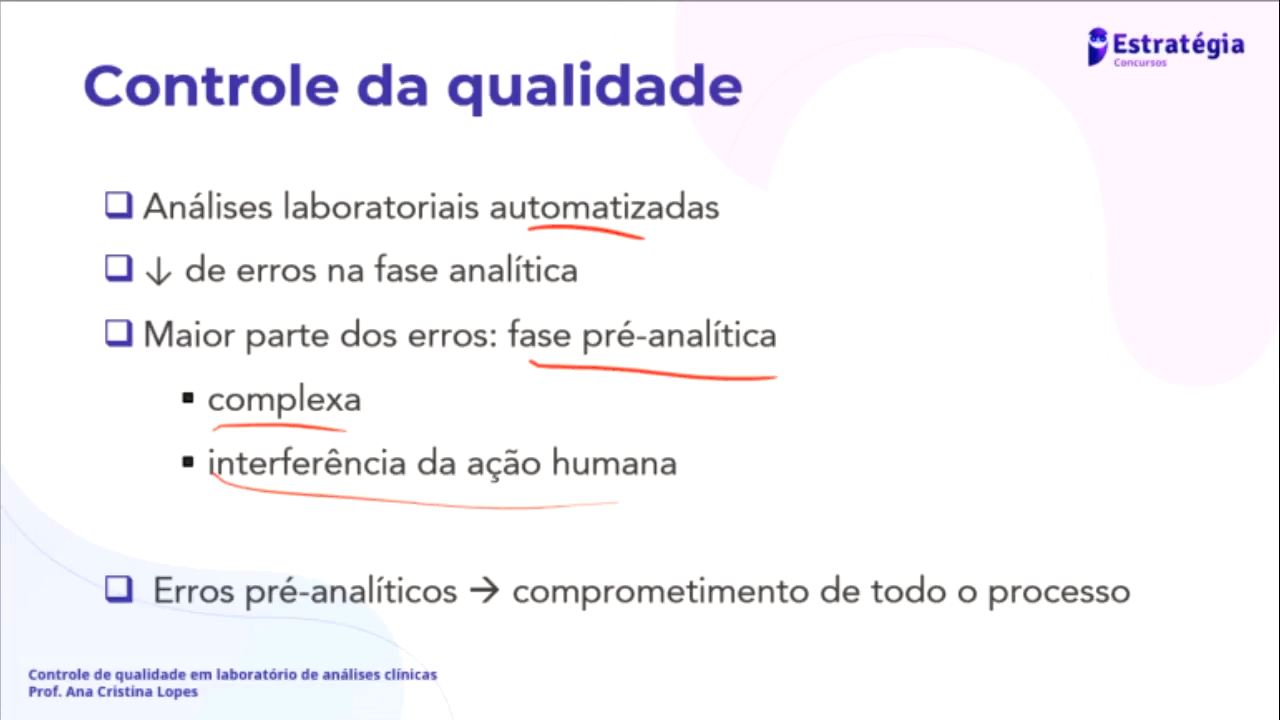 Estratégia
Concursos
Controle da qualidade
Análises laboratoriais automatizadas
↓ de erros na fase analítica
Maior parte dos erros: fase pré-analítica
complexa
interferência da ação humana
Erros pré-analíticos → comprometimento de todo o processo
Controle de qualidade em laboratório de análises clínicas
Prof. Ana Cristina Lopes